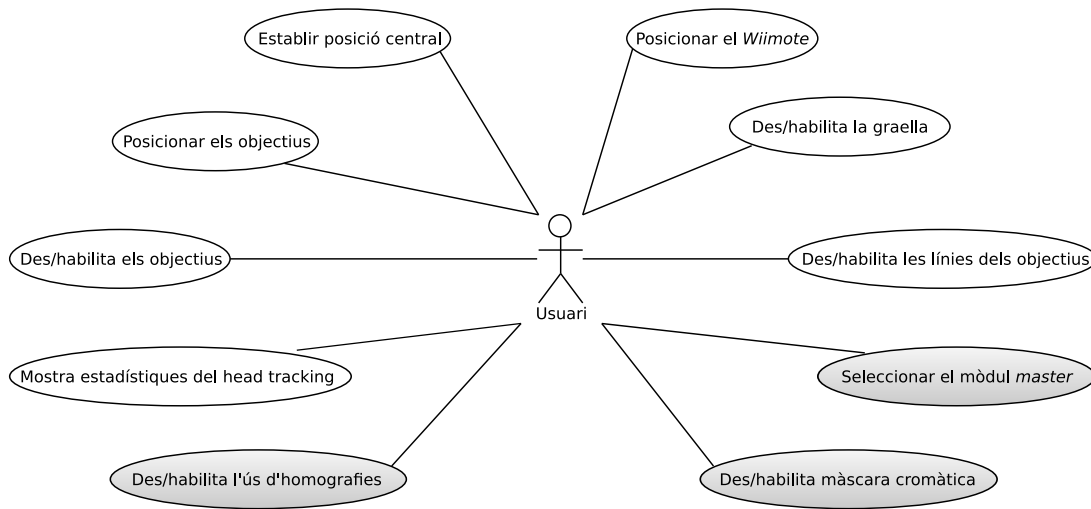 Establir posició central
Posicionar el Wiimote
Posicionar els objectius
Des/habilita la graella
Des/habilita els objectius
Des/habilita les línies dels objectius
Usuari
Mostra estadístiques del head tracking
Seleccionar el mòdul master
Des/habilita l'ús d'homografies
Des/habilita màscara cromàtica